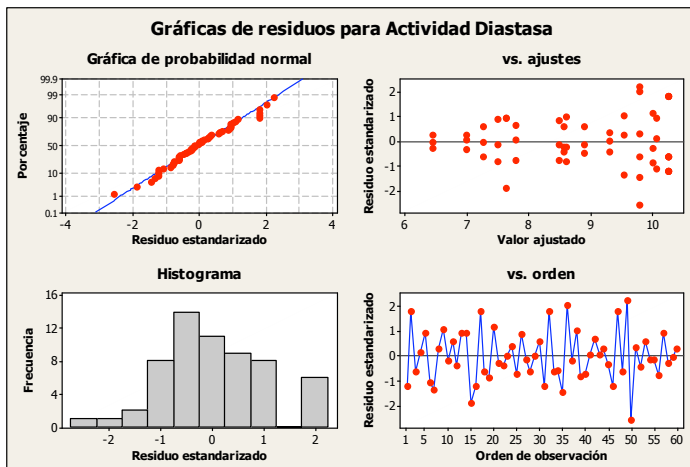 Gráficas de residuos para Actividad Diastasa
Gráfica de probabilidad normal
Porcentaje
99.9
99
90
50
10
1
0.1
-4 -2 0 2 4
Residuo estandarizado
vs. ajustes
Residuo estandarizado
2
1
0
-1
-2
6 7 8 9 10
Valor ajustado
Histograma
Frecuencia
16
12
8
4
0
-2 -1 0 1 2
Residuo estandarizado
vs. orden
Residuo estandarizado
2
1
0
-1
-2
1 5 10 15 20 25 30 35 40 45 50 55 60
Orden de observación